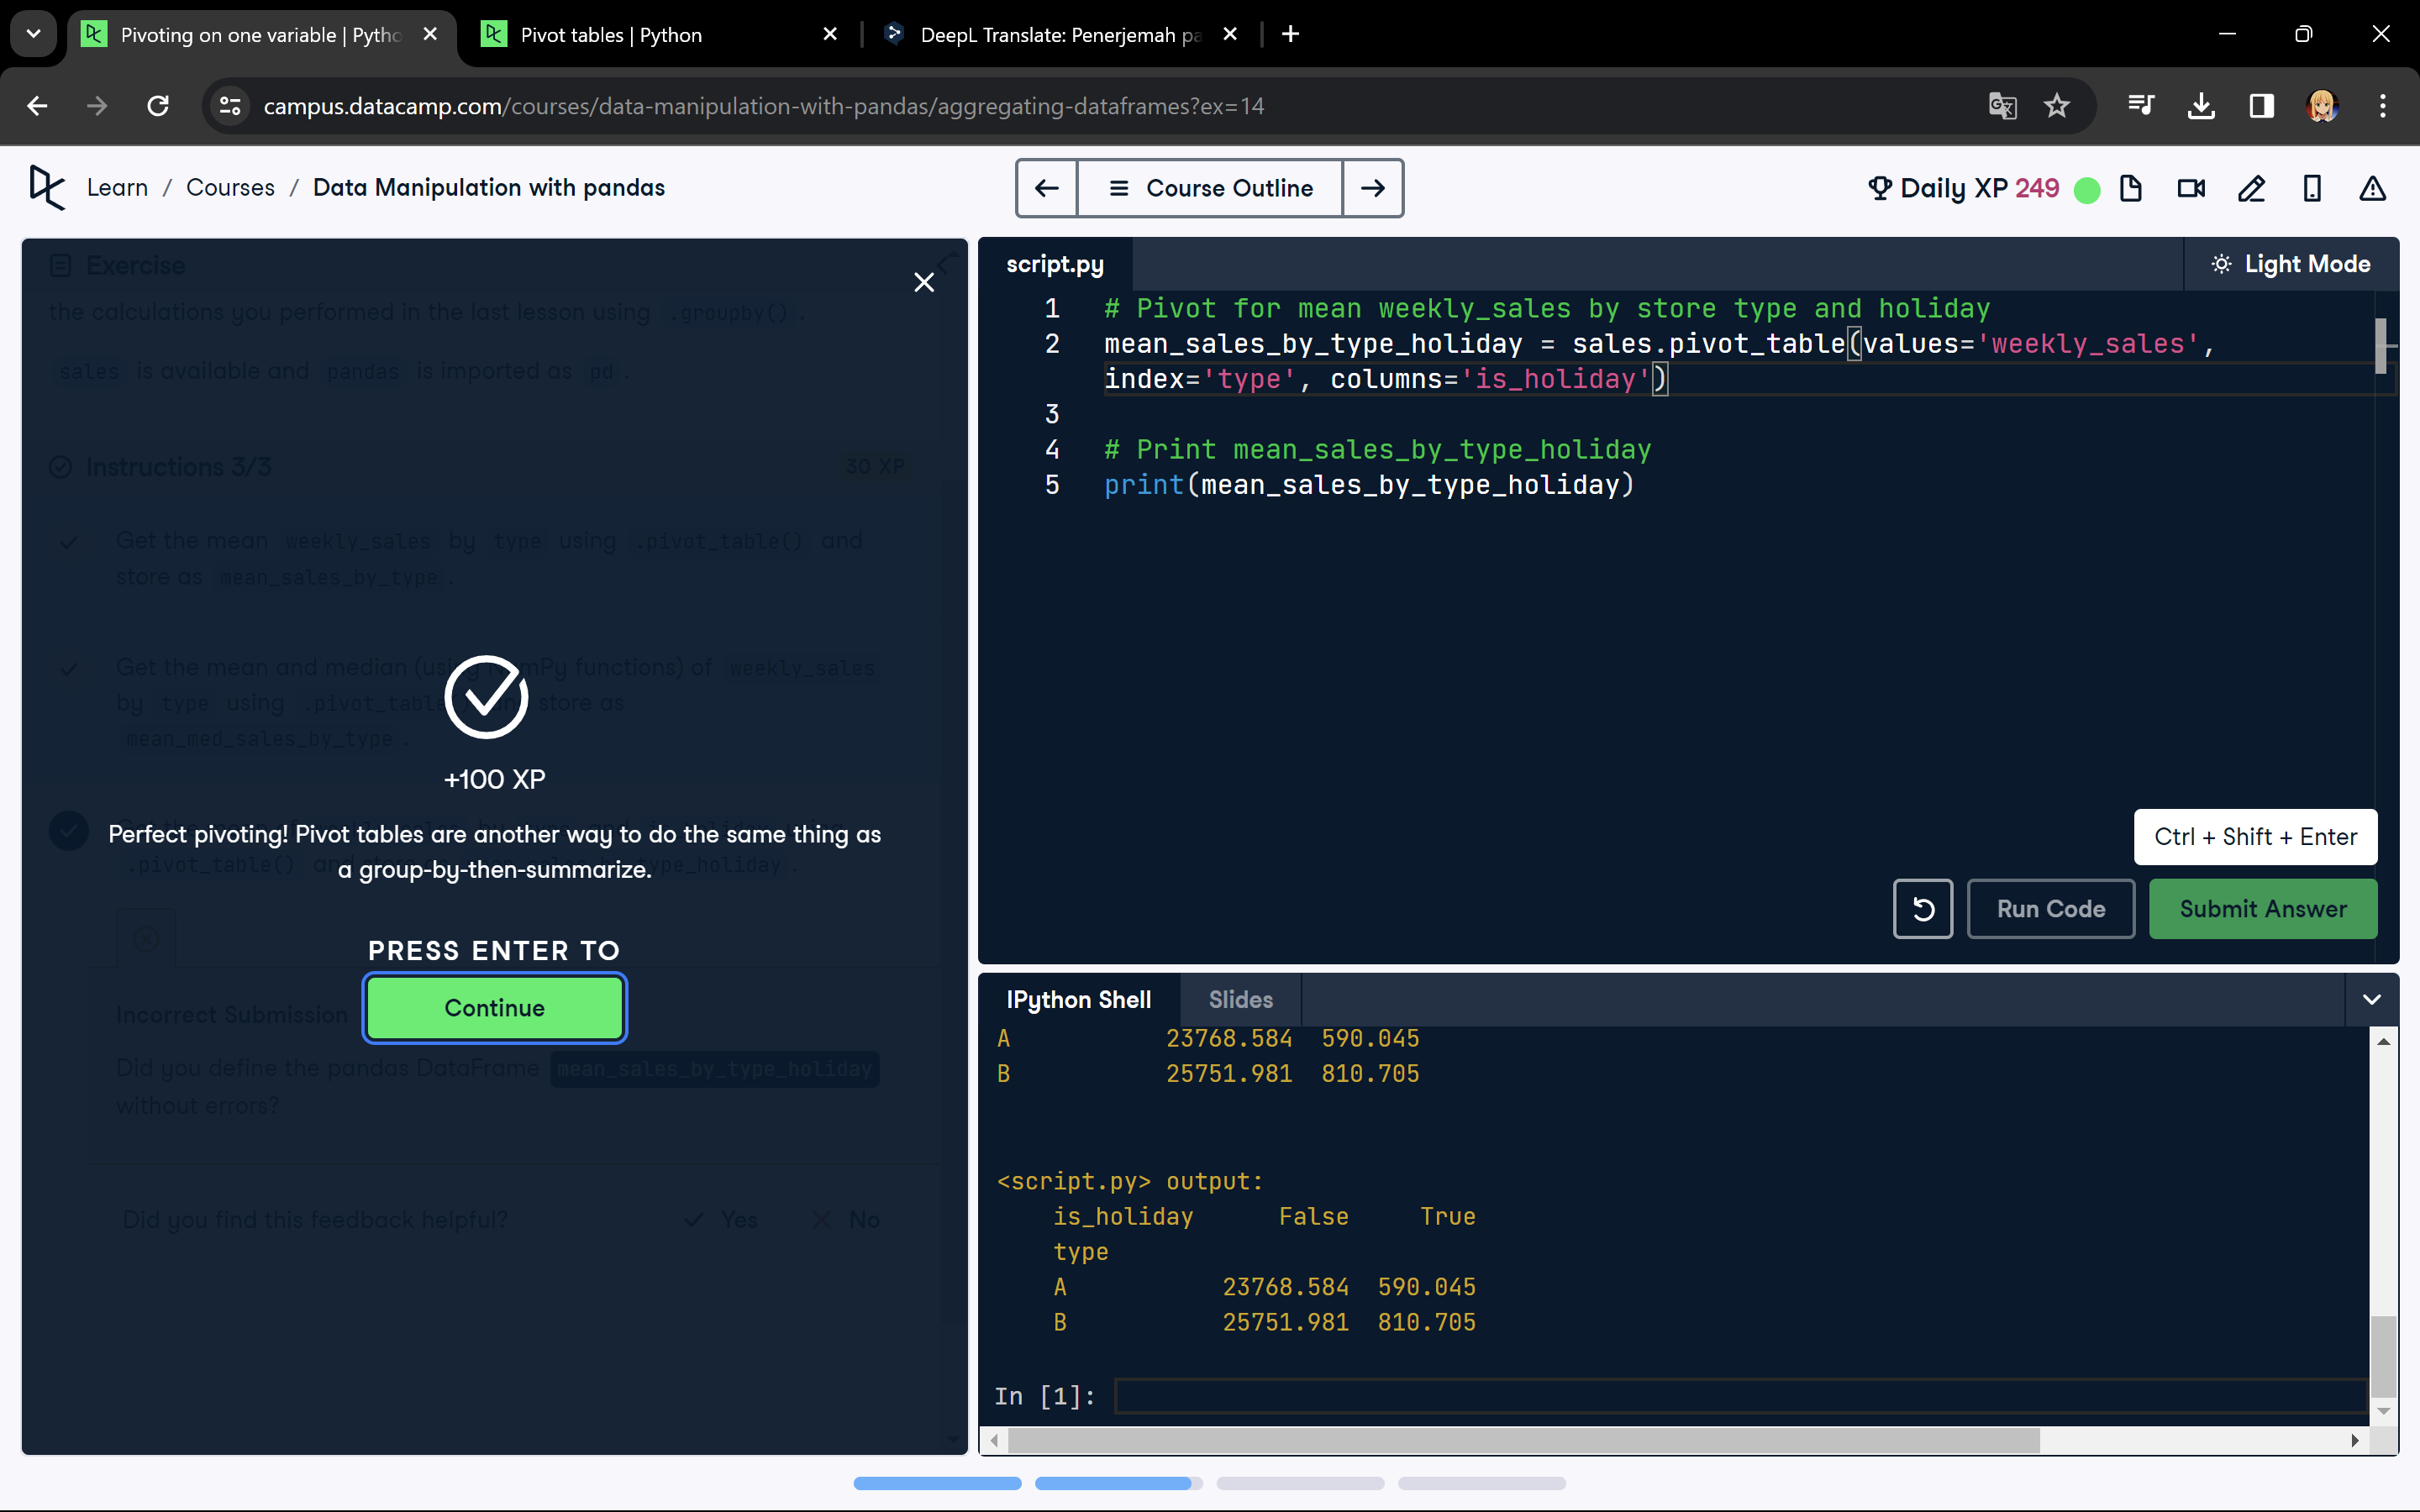 Pivoting on one variable | Pytho
Pivot tables | Python
DeepL Translate: Penerjemah pa
campus.datacamp.com/courses/data-manipulation-with-pandas/aggregating-dataframes?ex=14
Learn / Courses / Data Manipulation with pandas
Course Outline
Daily XP 249
Exercise
the calculations you performed in the last lesson using .groupby().
sales is available and pandas is imported as pd.
Instructions 3/3
30 XP
Get the mean weekly_sales by type using .pivot_table() and
store as mean_sales_by_type.
Get the mean and median (using NumPy functions) of weekly_sales
by type using .pivot_table() and store as
mean_med_sales_by_type.
+100 XP
Perfect pivoting! Pivot tables are another way to do the same thing as
a group-by-then-summarize.
PRESS ENTER TO
Continue
Incorrect Submission
Did you define the pandas DataFrame mean_sales_by_type_holiday
without errors?
Did you find this feedback helpful?
Yes
No
script.py
Light Mode
1 # Pivot for mean weekly_sales by store type and holiday
2 mean_sales_by_type_holiday = sales.pivot_table(values='weekly_sales',
index='type', columns='is_holiday')
3
4 # Print mean_sales_by_type_holiday
5 print(mean_sales_by_type_holiday)
Ctrl + Shift + Enter
Run Code
Submit Answer
IPython Shell
Slides
A 23768.584 590.045
B 25751.981 810.705
<script.py> output:
is_holiday False True
type
A 23768.584 590.045
B 25751.981 810.705
In [1]: